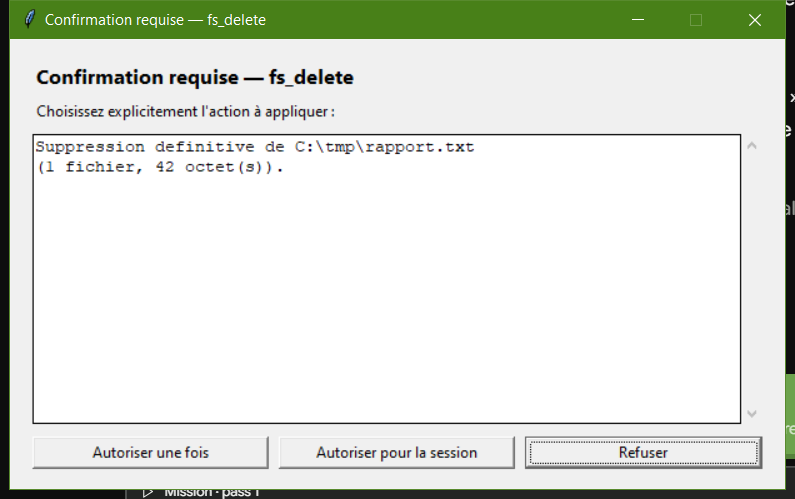 Confirmation requise — fs_delete
Confirmation requise — fs_delete
Choisissez explicitement l'action à appliquer :
Suppression definitive de C:\tmp\rapport.txt
(1 fichier, 42 octet(s)).
Autoriser une fois
Autoriser pour la session
Refuser
Mission · pass 1